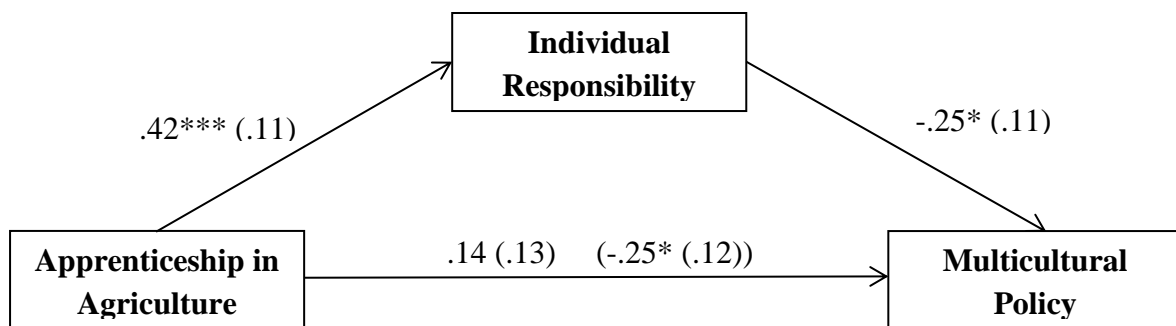 Individual
Responsibility
.42*** (.11)
-.25* (.11)
.14 (.13) (-.25* (.12))
Apprenticeship in
Agriculture
Multicultural
Policy